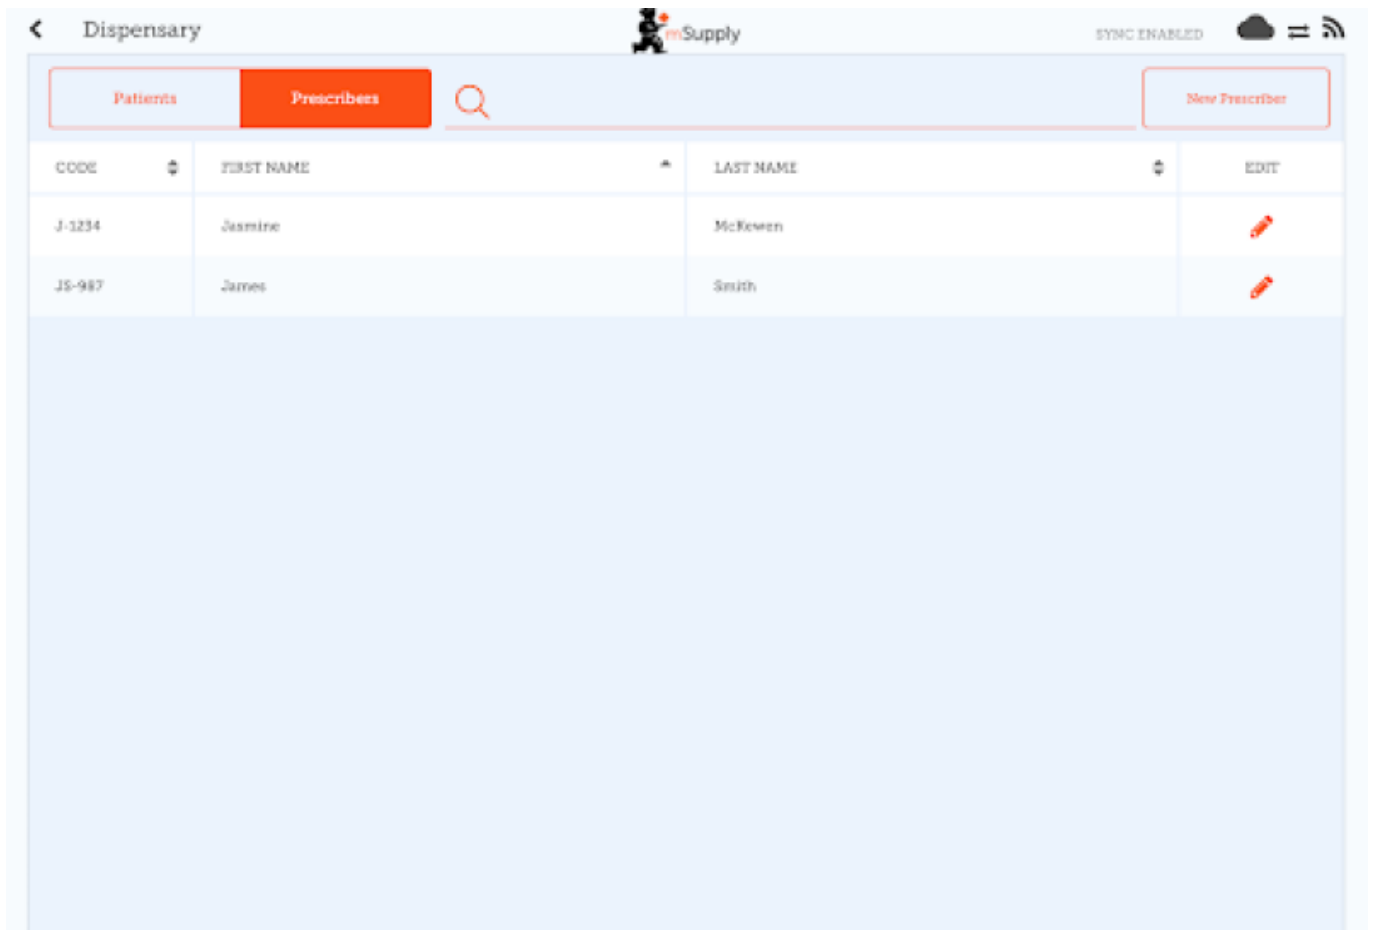 Dispensary
mSupply
SYNC ENABLED
Patients
Prescribers
New Prescriber
CODE
FIRST NAME
LAST NAME
EDIT
J-1234
Jasmine
McKewen
JS-987
James
Smith